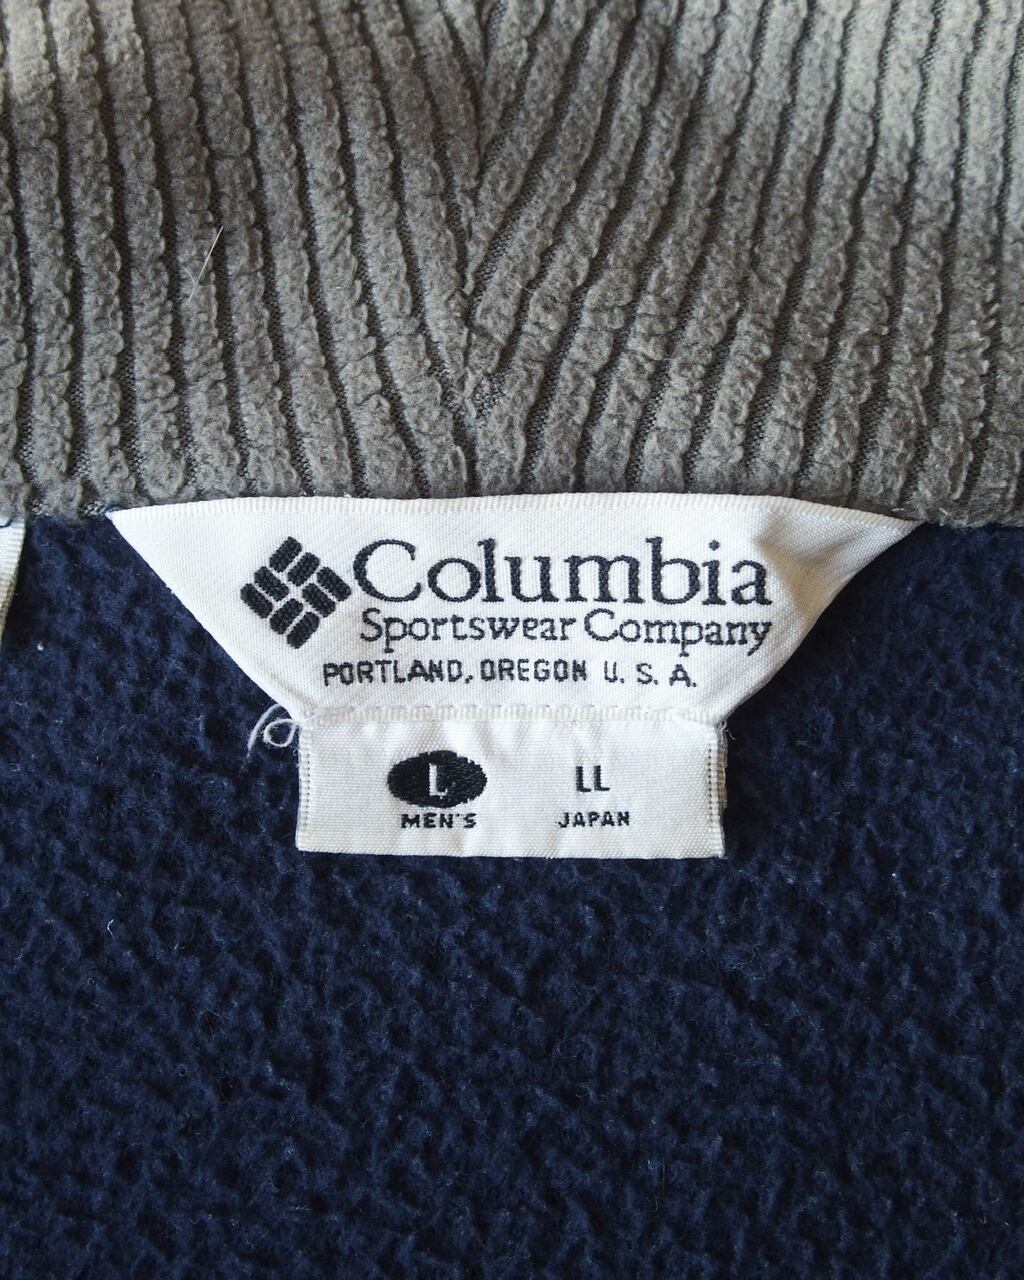 Columbia
Sportswear Company
PORTLAND, OREGON U. S. A.
L LL
MEN'S JAPAN